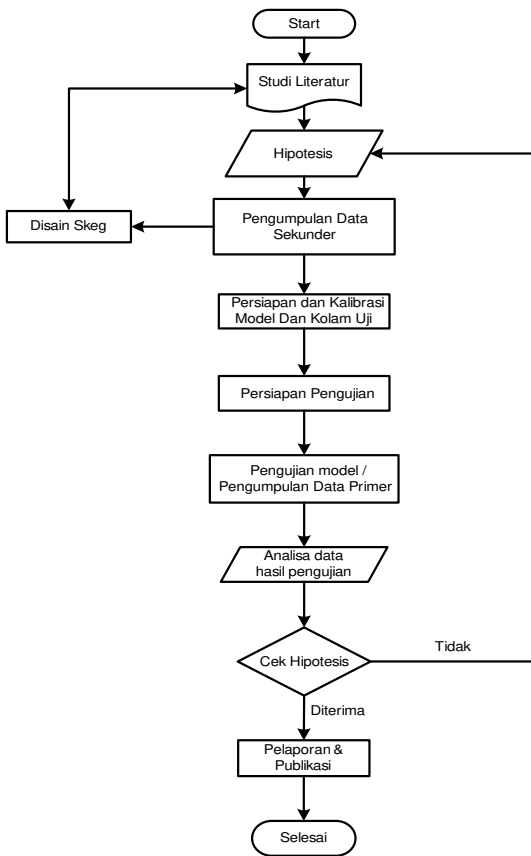 Start
Studi Literatur
Hipotesis
Pengumpulan Data
Sekunder
Disain Skeg
Persiapan dan Kalibrasi
Model Dan Kolam Uji
Persiapan Pengujian
Pengujian model /
Pengumpulan Data Primer
Analisa data
hasil pengujian
Cek Hipotesis
Tidak
Diterima
Pelaporan &
Publikasi
Selesai